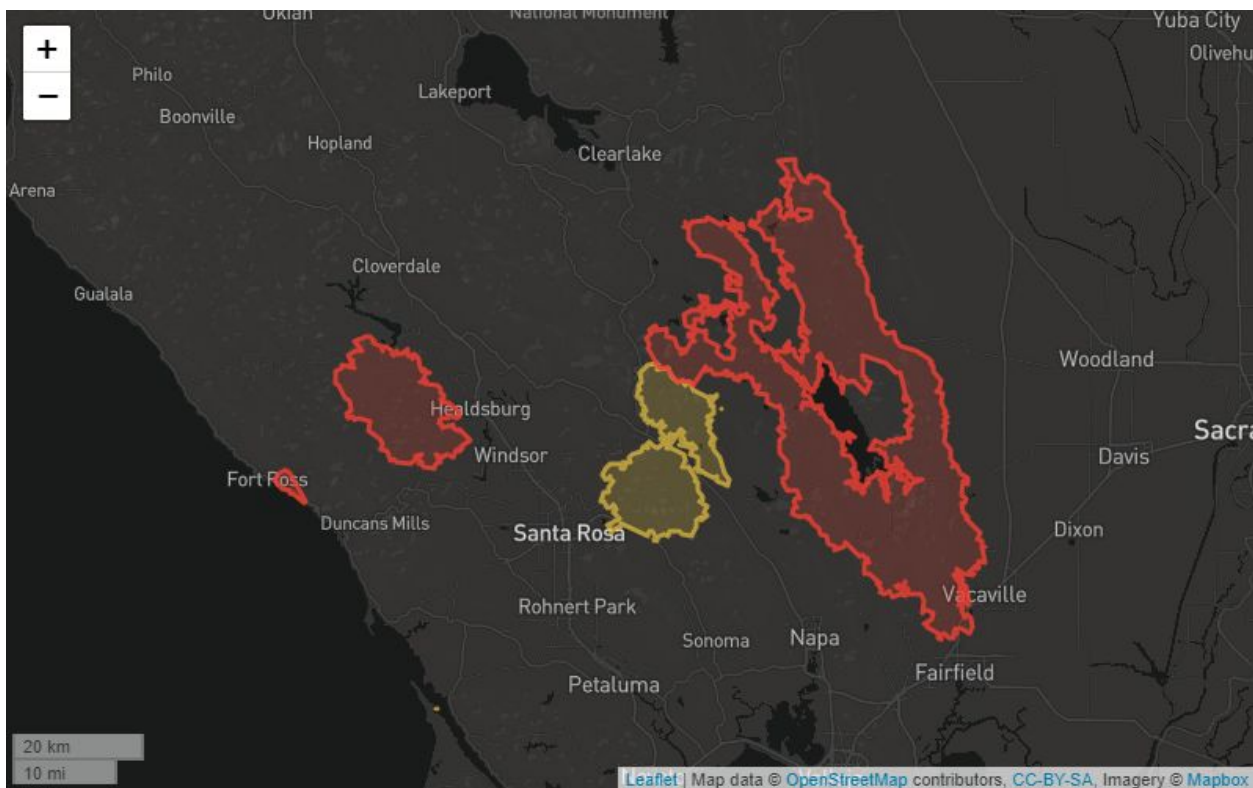 Ukiah
National Monument
Yuba City
+
Philo
Olivehu
Lakeport
−
Boonville
Hopland
Clearlake
Arena
Cloverdale
Gualala
Woodland
Healdsburg
Sacra
Windsor
Davis
Fort Ross
Duncans Mills
Dixon
Santa Rosa
Vacaville
Rohnert Park
Sonoma
Napa
Fairfield
Petaluma
20 km
10 mi
Leaflet | Map data © OpenStreetMap contributors, CC-BY-SA, Imagery © Mapbox